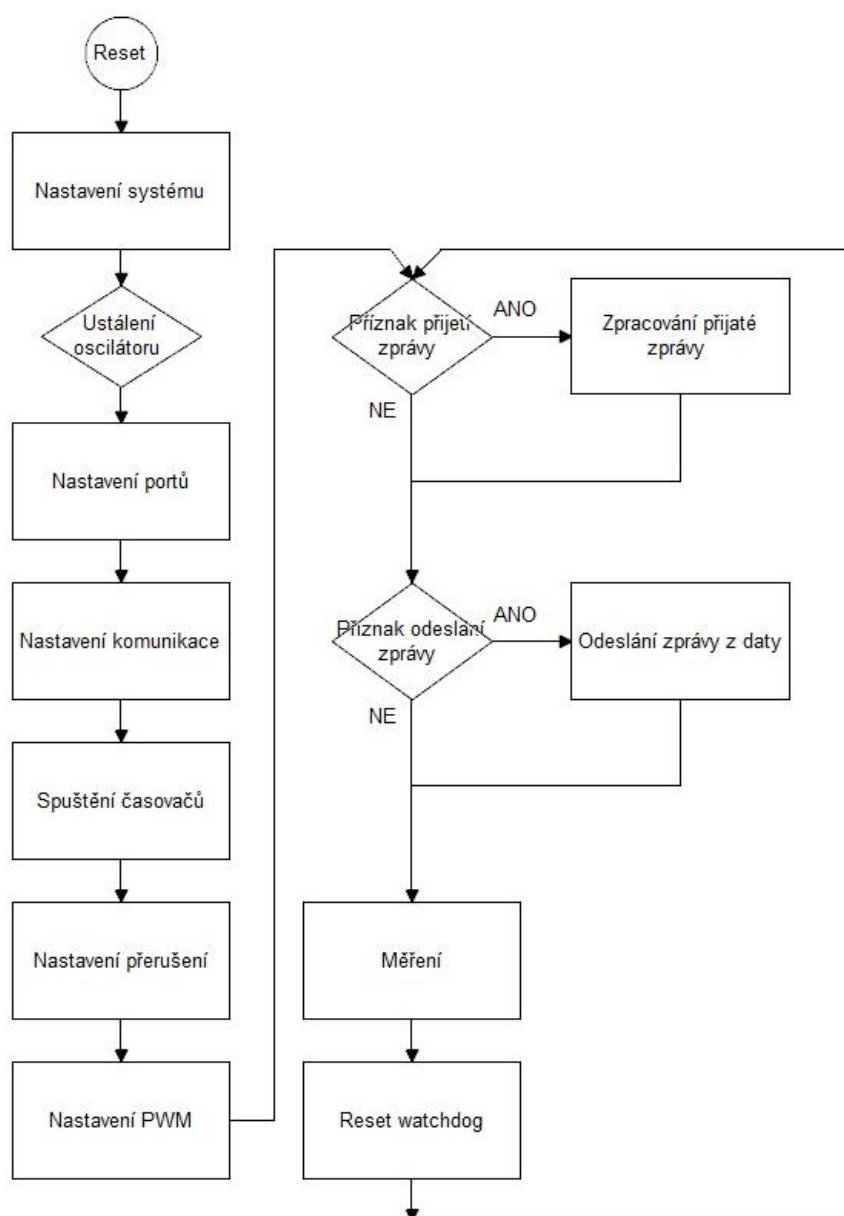 Reset
Nastavení systému
Ustálení
oscilátoru
Nastavení portů
Nastavení komunikace
Spuštění časovačů
Nastavení přerušení
Nastavení PWM
Příznak přijetí
zprávy
ANO
Zpracování přijaté
zprávy
NE
Příznak odeslání
zprávy
ANO
Odeslání zprávy z daty
NE
Měření
Reset watchdog